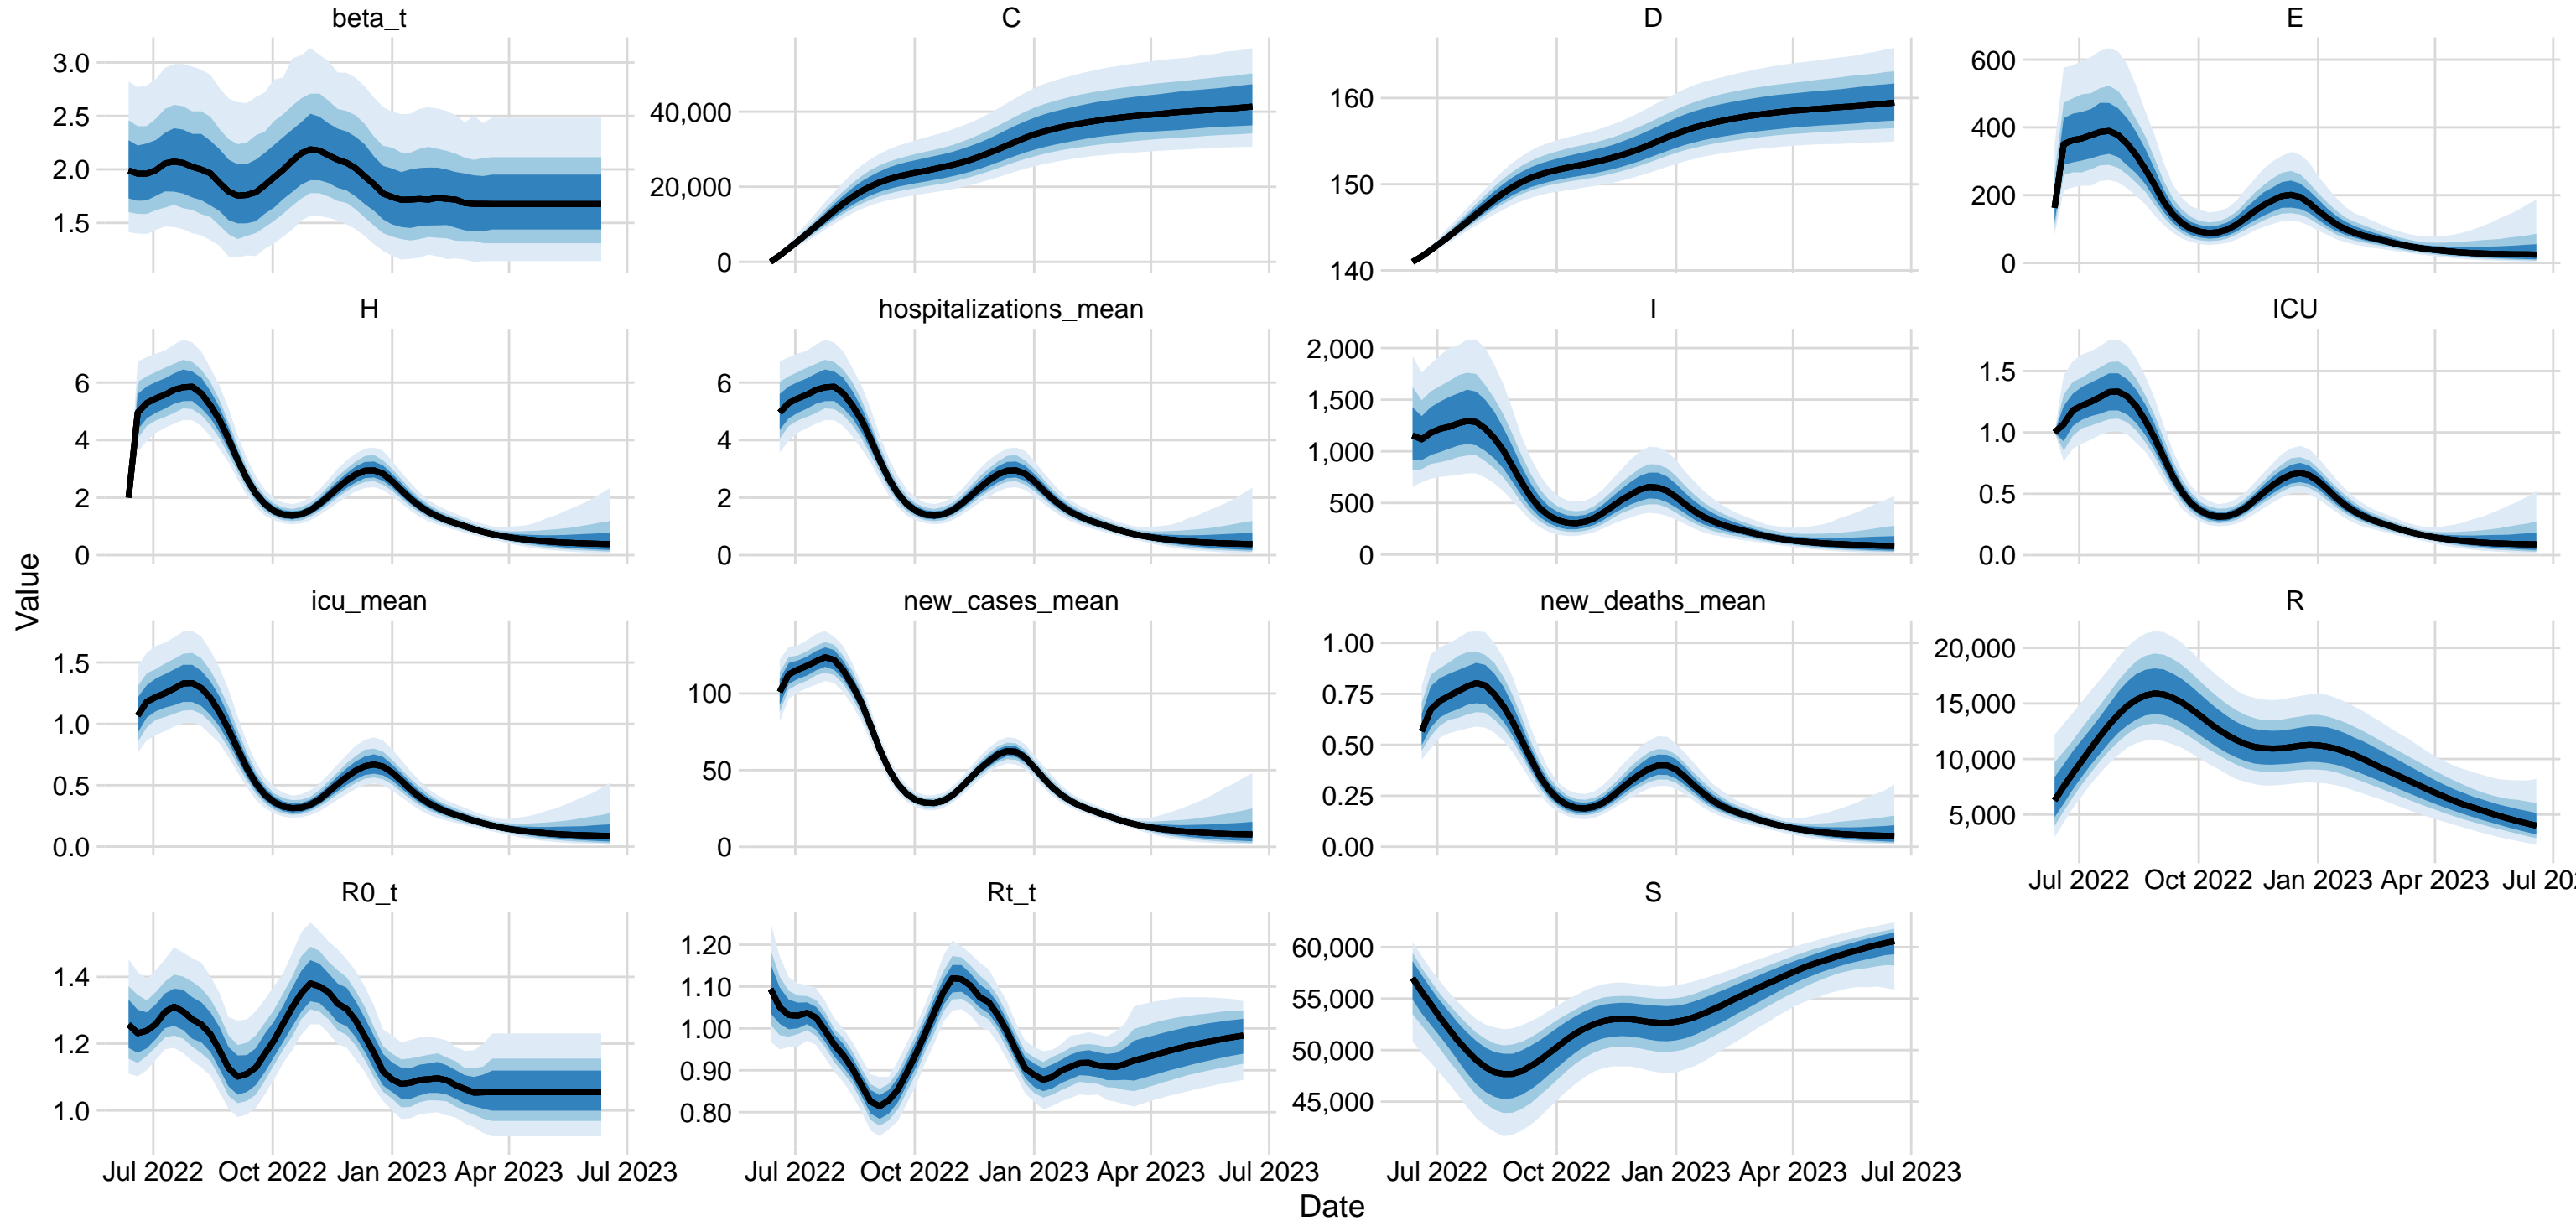 beta_t
C
D
E
3.0
2.5
2.0
1.5
40,000
20,000
0
160
150
140
600
400
200
0
H
hospitalizations_mean
I
ICU
6
4
2
0
6
4
2
0
2,000
1,500
1,000
500
0
1.5
1.0
0.5
0.0
Value
icu_mean
new_cases_mean
new_deaths_mean
R
1.5
1.0
0.5
0.0
100
50
0
1.00
0.75
0.50
0.25
0.00
20,000
15,000
10,000
5,000
Jul 2022 Oct 2022 Jan 2023 Apr 2023 Jul 202
R0_t
Rt_t
S
1.4
1.2
1.0
1.20
1.10
1.00
0.90
0.80
60,000
55,000
50,000
45,000
Jul 2022 Oct 2022 Jan 2023 Apr 2023 Jul 2023
Jul 2022 Oct 2022 Jan 2023 Apr 2023 Jul 2023
Jul 2022 Oct 2022 Jan 2023 Apr 2023 Jul 2023
Date